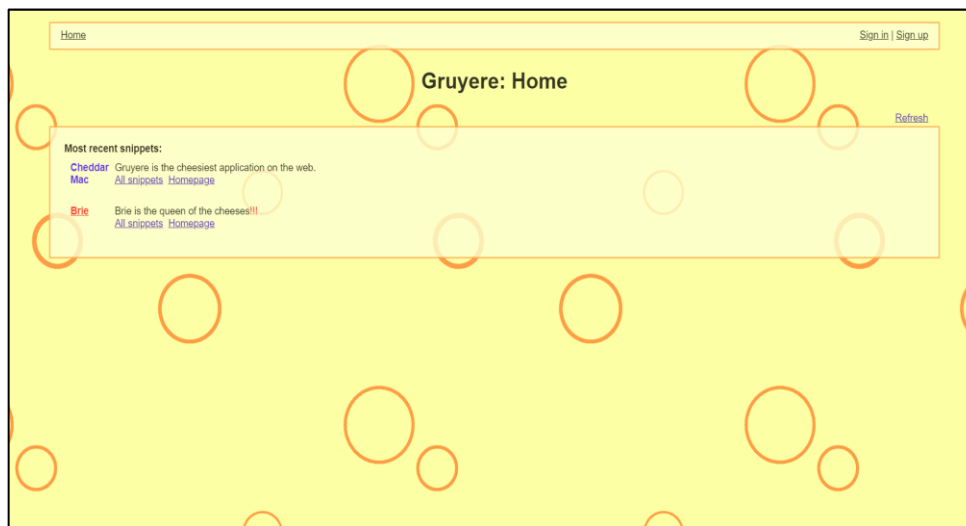 Home Sign in | Sign up
Gruyere: Home
Refresh
Most recent snippets:
Cheddar Gruyere is the cheesiest application on the web.
Mac All snippets Homepage
Brie Brie is the queen of the cheeses!!!
All snippets Homepage